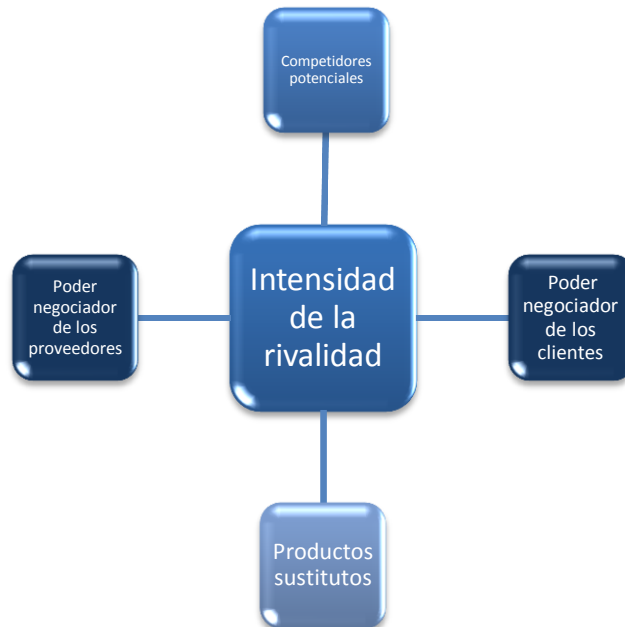 Competidores
potenciales
Poder
negociador
de los
proveedores
Intensidad
de la
rivalidad
Poder
negociador
de los
clientes
Productos
sustitutos